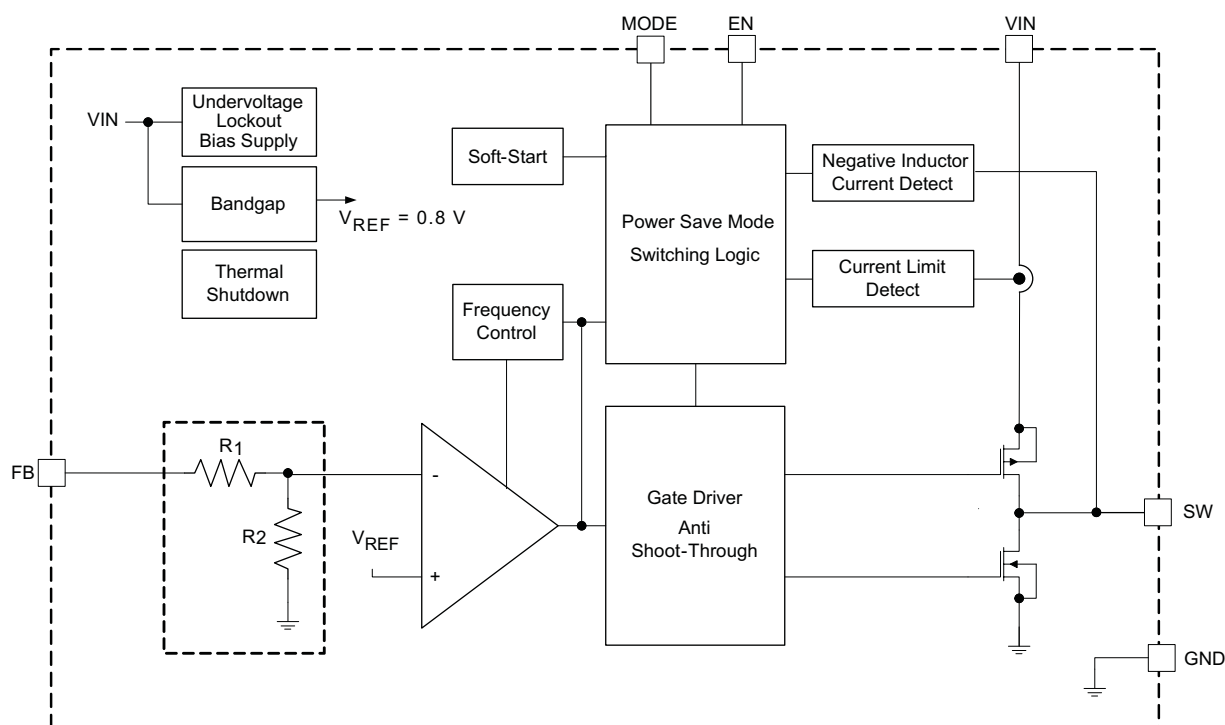 MODE
EN
VIN
VIN
Undervoltage
Lockout
Bias Supply
Bandgap
VREF = 0.8 V
Thermal
Shutdown
Soft-Start
Power Save Mode
Switching Logic
Negative Inductor
Current Detect
Current Limit
Detect
Frequency
Control
FB
R1
R2
VREF
-
+
Gate Driver
Anti
Shoot-Through
SW
GND